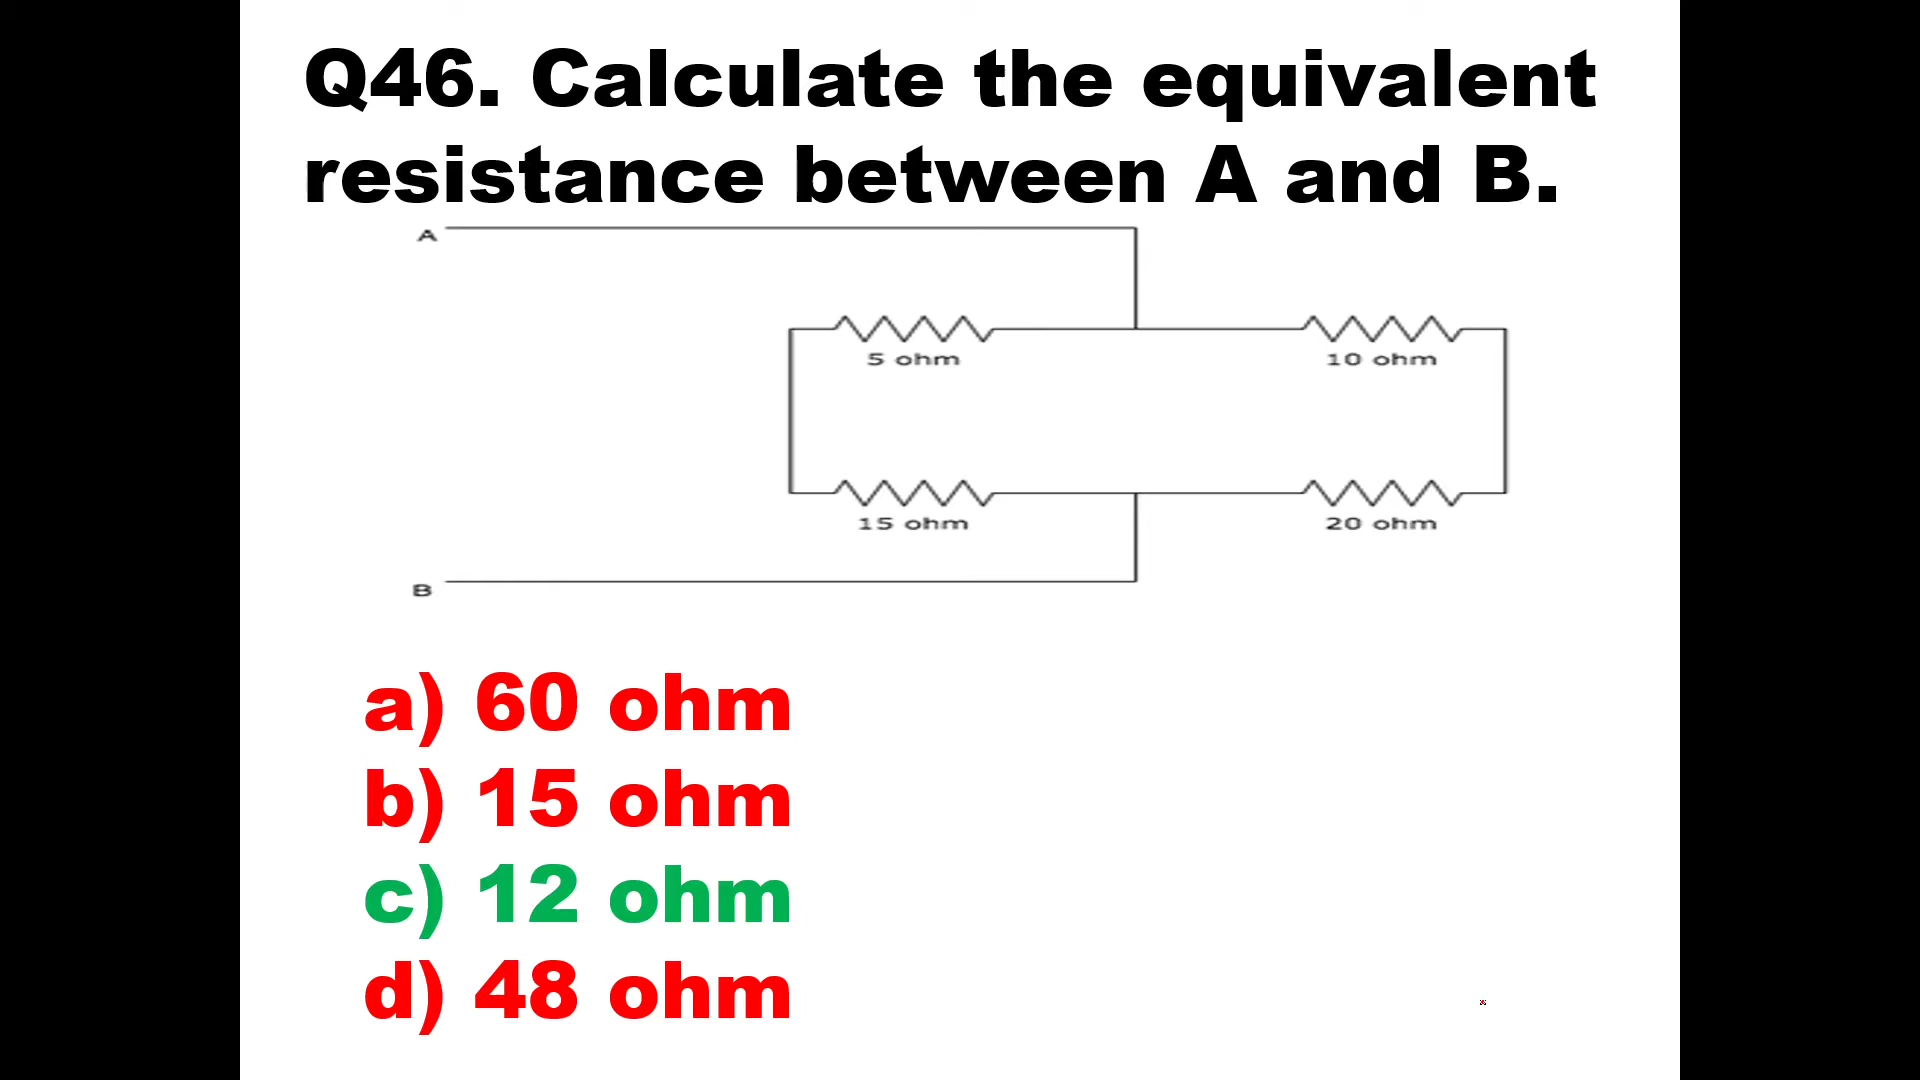 Q46. Calculate the equivalent
resistance between A and B.
A
5 ohm
10 ohm
15 ohm
20 ohm
B
a) 60 ohm
b) 15 ohm
c) 12 ohm
d) 48 ohm